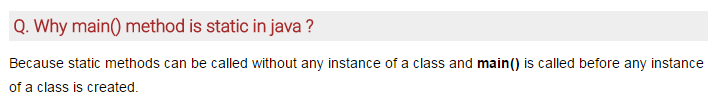 Q. Why main() method is static in java ?
Because static methods can be called without any instance of a class and main() is called before any instance
of a class is created.